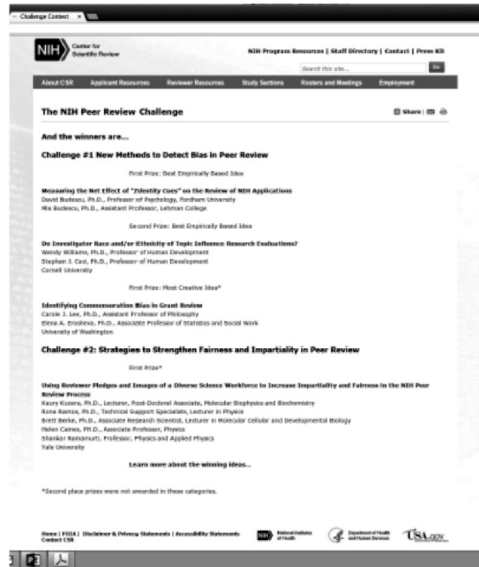 Challenge Contest ×
NIH Center for
Scientific Review
NIH Program Resources | Staff Directory | Contact | Press Kit
Search this site...
Go
About CSR Applicant Resources Reviewer Resources Study Sections Rosters and Meetings Employment
The NIH Peer Review Challenge
Share |
And the winners are...
Challenge #1 New Methods to Detect Bias in Peer Review
First Prize: Best Empirically Based Idea
Measuring the Net Effect of "Identity Cues" on the Review of NIH Applications
David Budescu, Ph.D., Professor of Psychology, Fordham University
Mia Budescu, Ph.D., Assistant Professor, Lehman College
Second Prize: Best Empirically Based Idea
Do Investigator Race and/or Ethnicity of Topic Influence Research Evaluations?
Wendy Williams, Ph.D., Professor of Human Development
Stephen J. Ceci, Ph.D., Professor of Human Development
Cornell University
First Prize: Most Creative Idea*
Identifying Commensuration Bias in Grant Review
Carole J. Lee, Ph.D., Assistant Professor of Philosophy
Elena A. Erosheva, Ph.D., Associate Professor of Statistics and Social Work
University of Washington
Challenge #2: Strategies to Strengthen Fairness and Impartiality in Peer Review
First Prize*
Using Reviewer Pledges and Images of a Diverse Science Workforce to Increase Impartiality and Fairness in the NIH Peer
Review Process
Ph.D., Lecturer, Post-Doctoral Associate, Molecular Biophysics and Biochemistry
Rona Ramos, Ph.D., Technical Support Specialists, Lecturer in Physics
Brett Berke, Ph.D., Associate Research Scientist, Lecturer in Molecular Cellular and Developmental Biology
Helen Caines, PH.D., Associate Professor, Physics
Shankar Professor, Physics and Applied Physics
Yale University
Learn more about the winning ideas...
*Second place prizes were not awarded in these categories.
Home | FOIA | Disclaimer & Privacy Statements | Accessibility Statements
Contact CSR
NIH National Institutes
of Health
Department of Health
and Human Services
USA.gov